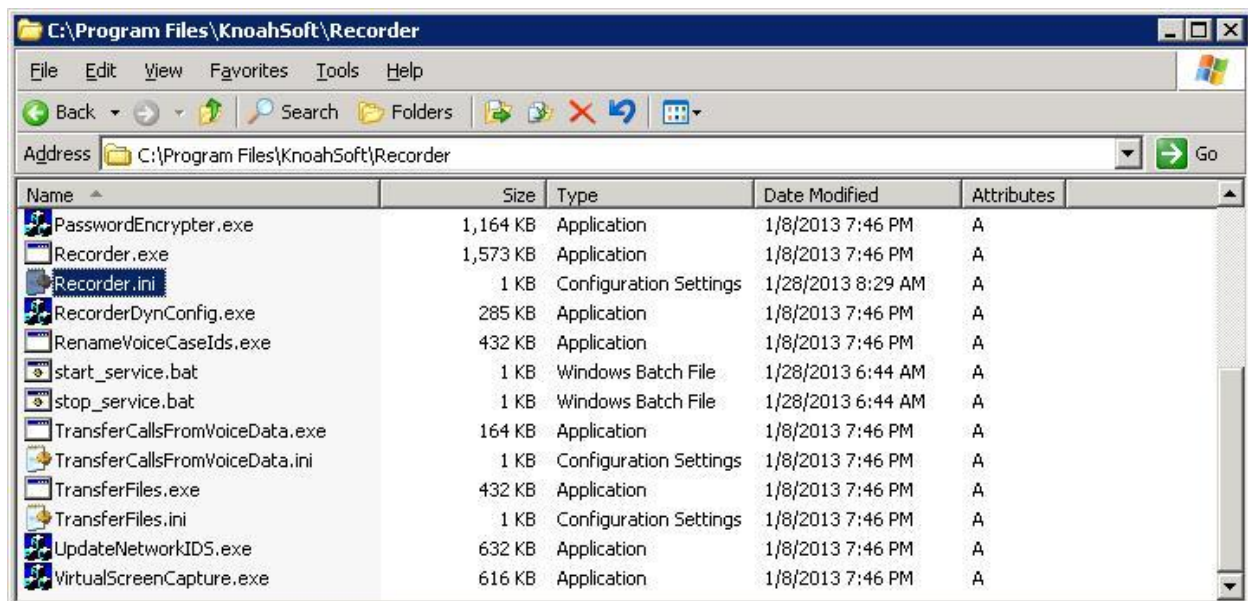 C:\Program Files\KnoahSoft\Recorder
File Edit View Favorites Tools Help
Back Search Folders
Address C:\Program Files\KnoahSoft\Recorder Go
Name Size Type Date Modified Attributes
PasswordEncrypter.exe 1,164 KB Application 1/8/2013 7:46 PM A
Recorder.exe 1,573 KB Application 1/8/2013 7:46 PM A
Recorder.ini 1 KB Configuration Settings 1/28/2013 8:29 AM A
RecorderDynConfig.exe 285 KB Application 1/8/2013 7:46 PM A
RenameVoiceCaseIds.exe 432 KB Application 1/8/2013 7:46 PM A
start_service.bat 1 KB Windows Batch File 1/28/2013 6:44 AM A
stop_service.bat 1 KB Windows Batch File 1/28/2013 6:44 AM A
TransferCallsFromVoiceData.exe 164 KB Application 1/8/2013 7:46 PM A
TransferCallsFromVoiceData.ini 1 KB Configuration Settings 1/8/2013 7:46 PM A
TransferFiles.exe 432 KB Application 1/8/2013 7:46 PM A
TransferFiles.ini 1 KB Configuration Settings 1/8/2013 7:46 PM A
UpdateNetworkIDS.exe 632 KB Application 1/8/2013 7:46 PM A
VirtualScreenCapture.exe 616 KB Application 1/8/2013 7:46 PM A